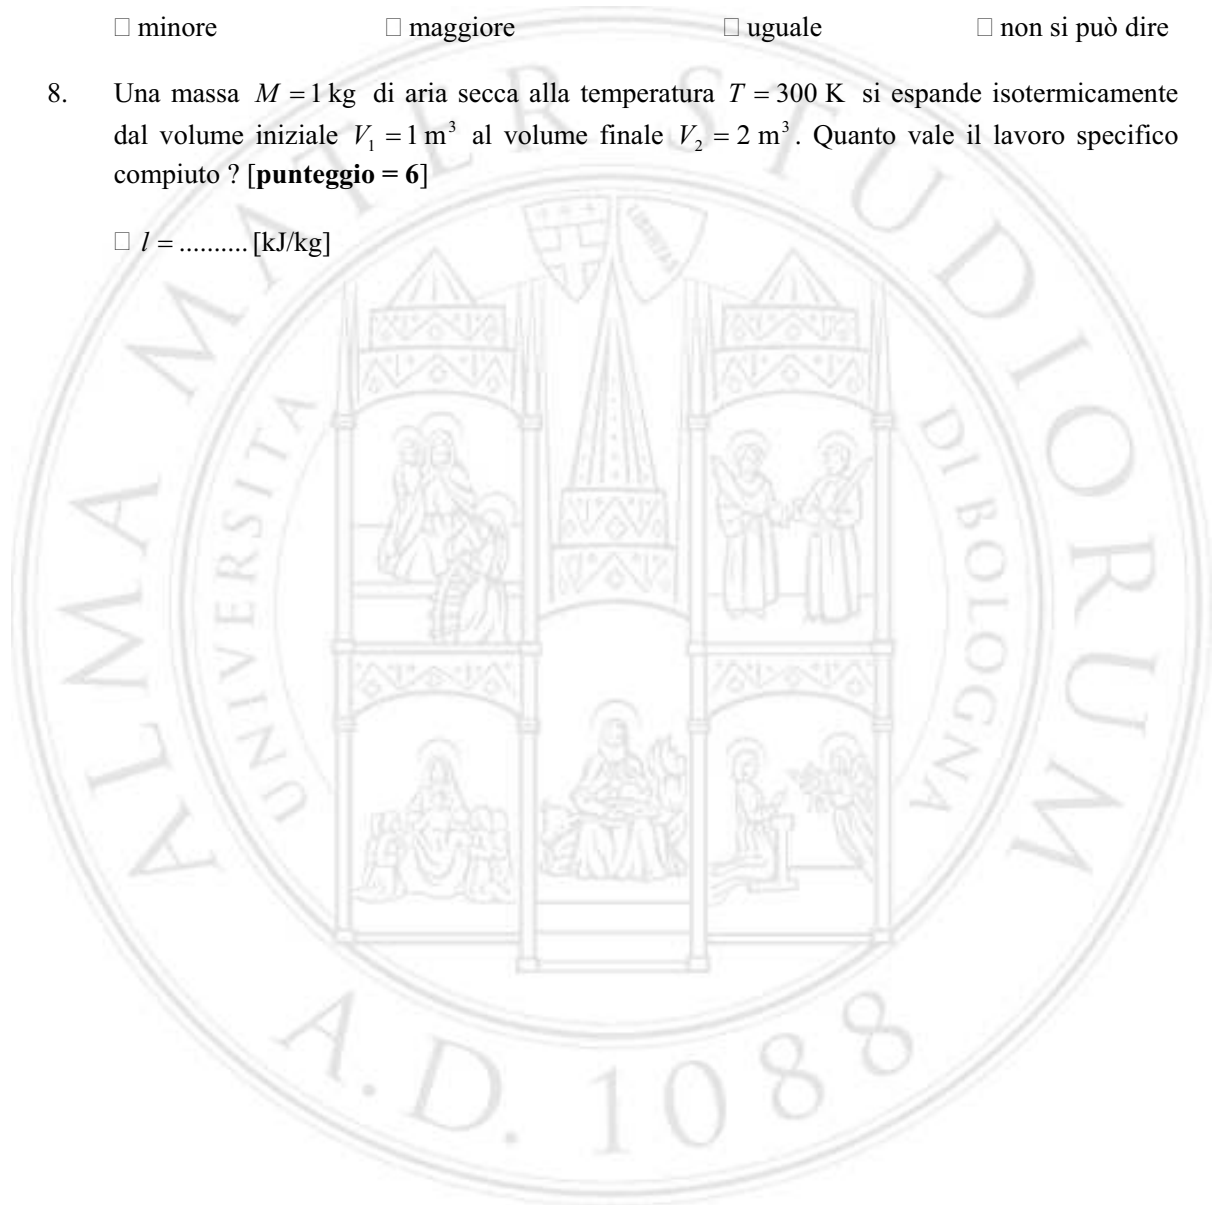 □ minore □ maggiore □ uguale □ non si può dire
8. Una massa M = 1 kg di aria secca alla temperatura T = 300 K si espande isotermicamente
dal volume iniziale V₁ = 1 m³ al volume finale V₂ = 2 m³. Quanto vale il lavoro specifico
compiuto ? [punteggio = 6]
□ l = .......... [kJ/kg]
ALMA MATER STUDIORUM
UNIVERSITA DI BOLOGNA
LIBERTAS
A.D. 1088